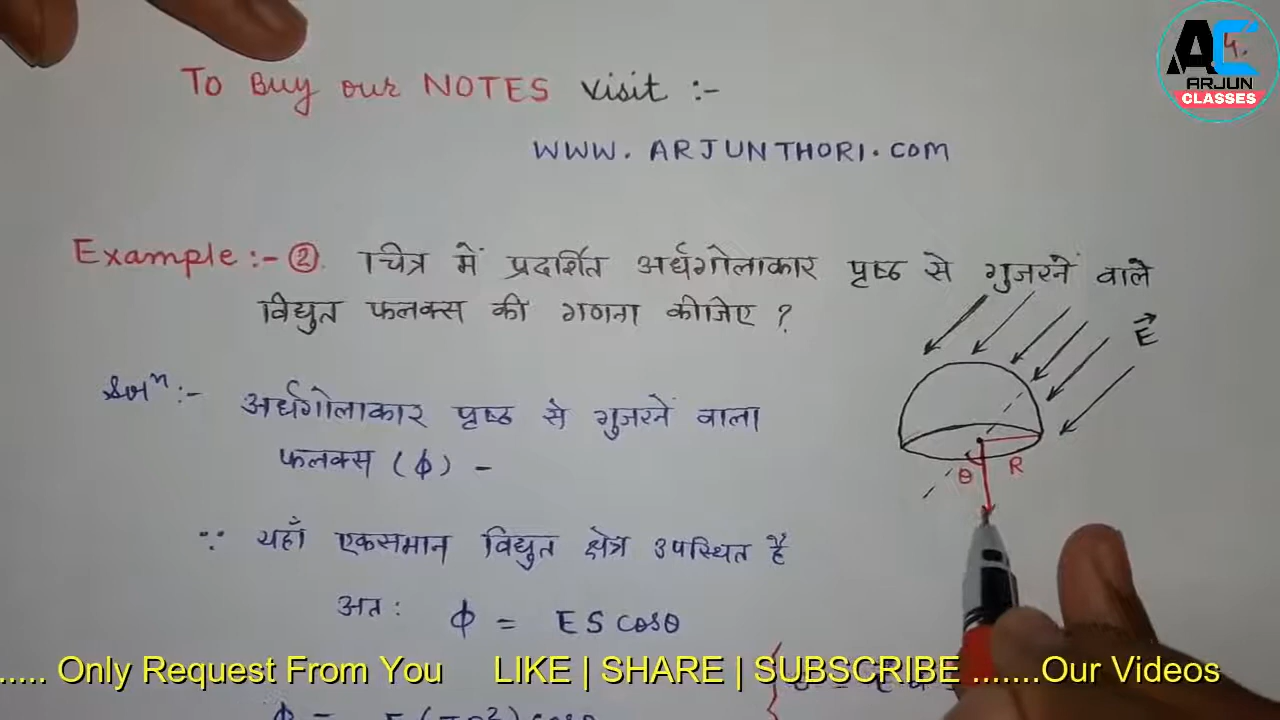 4.
AC
ARJUN
CLASSES
To Buy our NOTES visit :-
WWW. ARJUNTHORI.COM
Example:- ②. चित्र में प्रदर्शित अर्धगोलाकार पृष्ठ से गुजरनें वाले
विद्युत फलक्स की गणना कीजिए ?
E
Solⁿ :- अर्धगोलाकार पृष्ठ से गुजरनें वाला
फलक्स (ϕ) -
θ R
∵ यहाँ एकसमान विद्युत क्षेत्र उपस्थित है
अत: ϕ = ES cosθ
..... Only Request From You LIKE | SHARE | SUBSCRIBE .......Our Videos